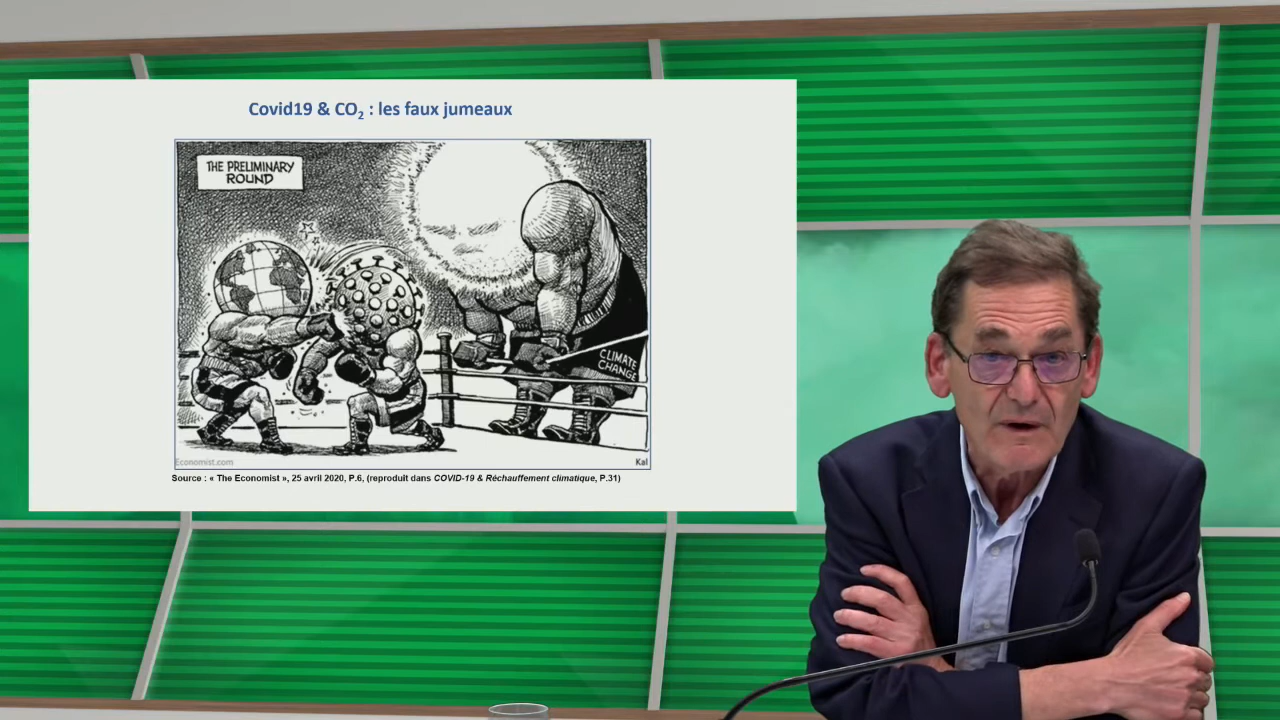 Covid19 & CO₂ : les faux jumeaux
THE PRELIMINARY
ROUND
CLIMATE
CHANGE
Economist.com
Kal
Source : « The Economist », 25 avril 2020, P.6, (reproduit dans COVID-19 & Réchauffement climatique, P.31)